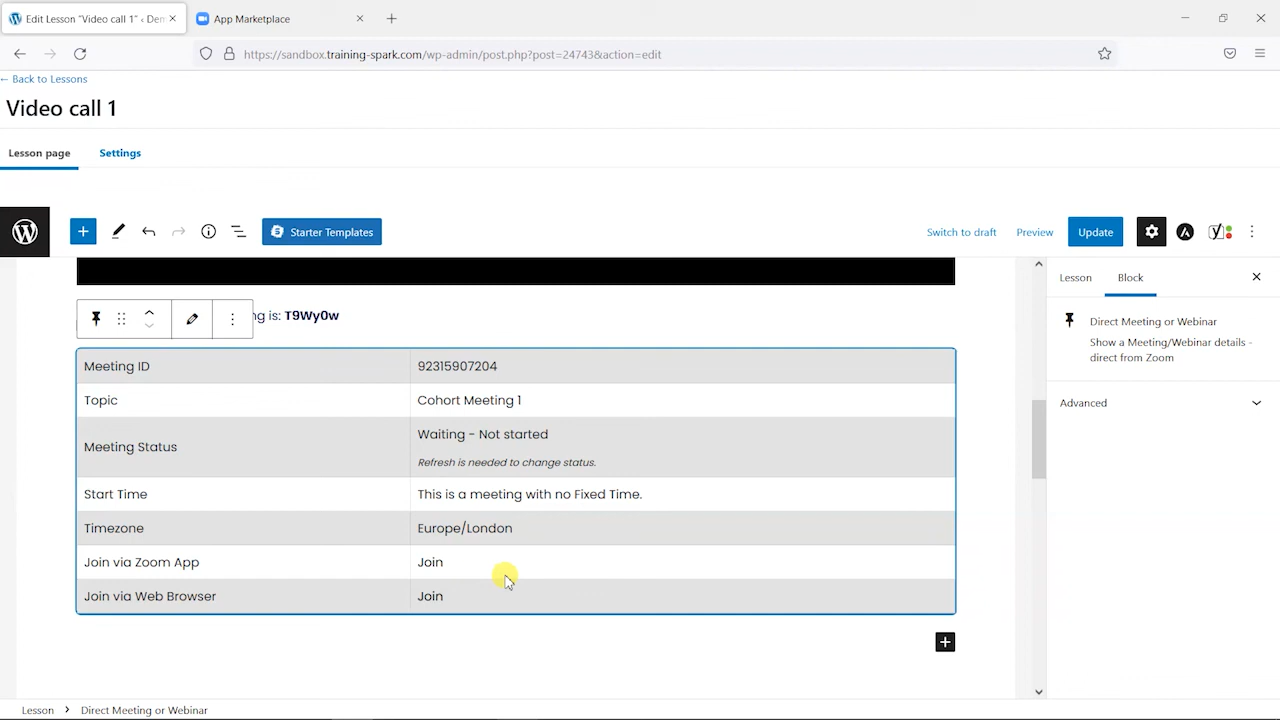 Edit Lesson "Video call 1" ‹ Dem
App Marketplace
https://sandbox.training-spark.com/wp-admin/post.php?post=24743&action=edit
← Back to Lessons
Video call 1
Lesson page
Settings
Starter Templates
Switch to draft
Preview
Update
Lesson
Block
ng is: T9Wy0w
Direct Meeting or Webinar
Show a Meeting/Webinar details -
direct from Zoom
Advanced
Meeting ID 92315907204
Topic Cohort Meeting 1
Meeting Status Waiting - Not started
Refresh is needed to change status.
Start Time This is a meeting with no Fixed Time.
Timezone Europe/London
Join via Zoom App Join
Join via Web Browser Join
Lesson > Direct Meeting or Webinar